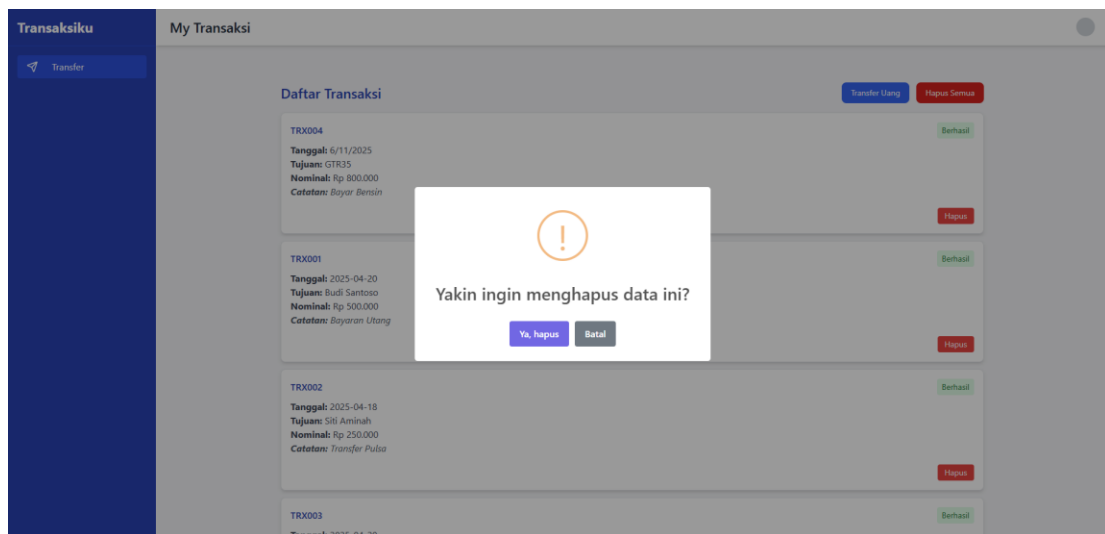 Transaksiku
My Transaksi
Transfer
Daftar Transaksi
Transfer Uang
Hapus Semua
TRX004
Berhasil
Tanggal: 6/11/2025
Tujuan: GTR35
Nominal: Rp 800.000
Catatan: Bayar Bensin
Hapus
TRX001
Berhasil
Tanggal: 2025-04-20
Tujuan: Budi Santoso
Nominal: Rp 500.000
Catatan: Bayaran Utang
Hapus
Yakin ingin menghapus data ini?
Ya, hapus
Batal
TRX002
Berhasil
Tanggal: 2025-04-18
Tujuan: Siti Aminah
Nominal: Rp 250.000
Catatan: Transfer Pulsa
Hapus
TRX003
Berhasil